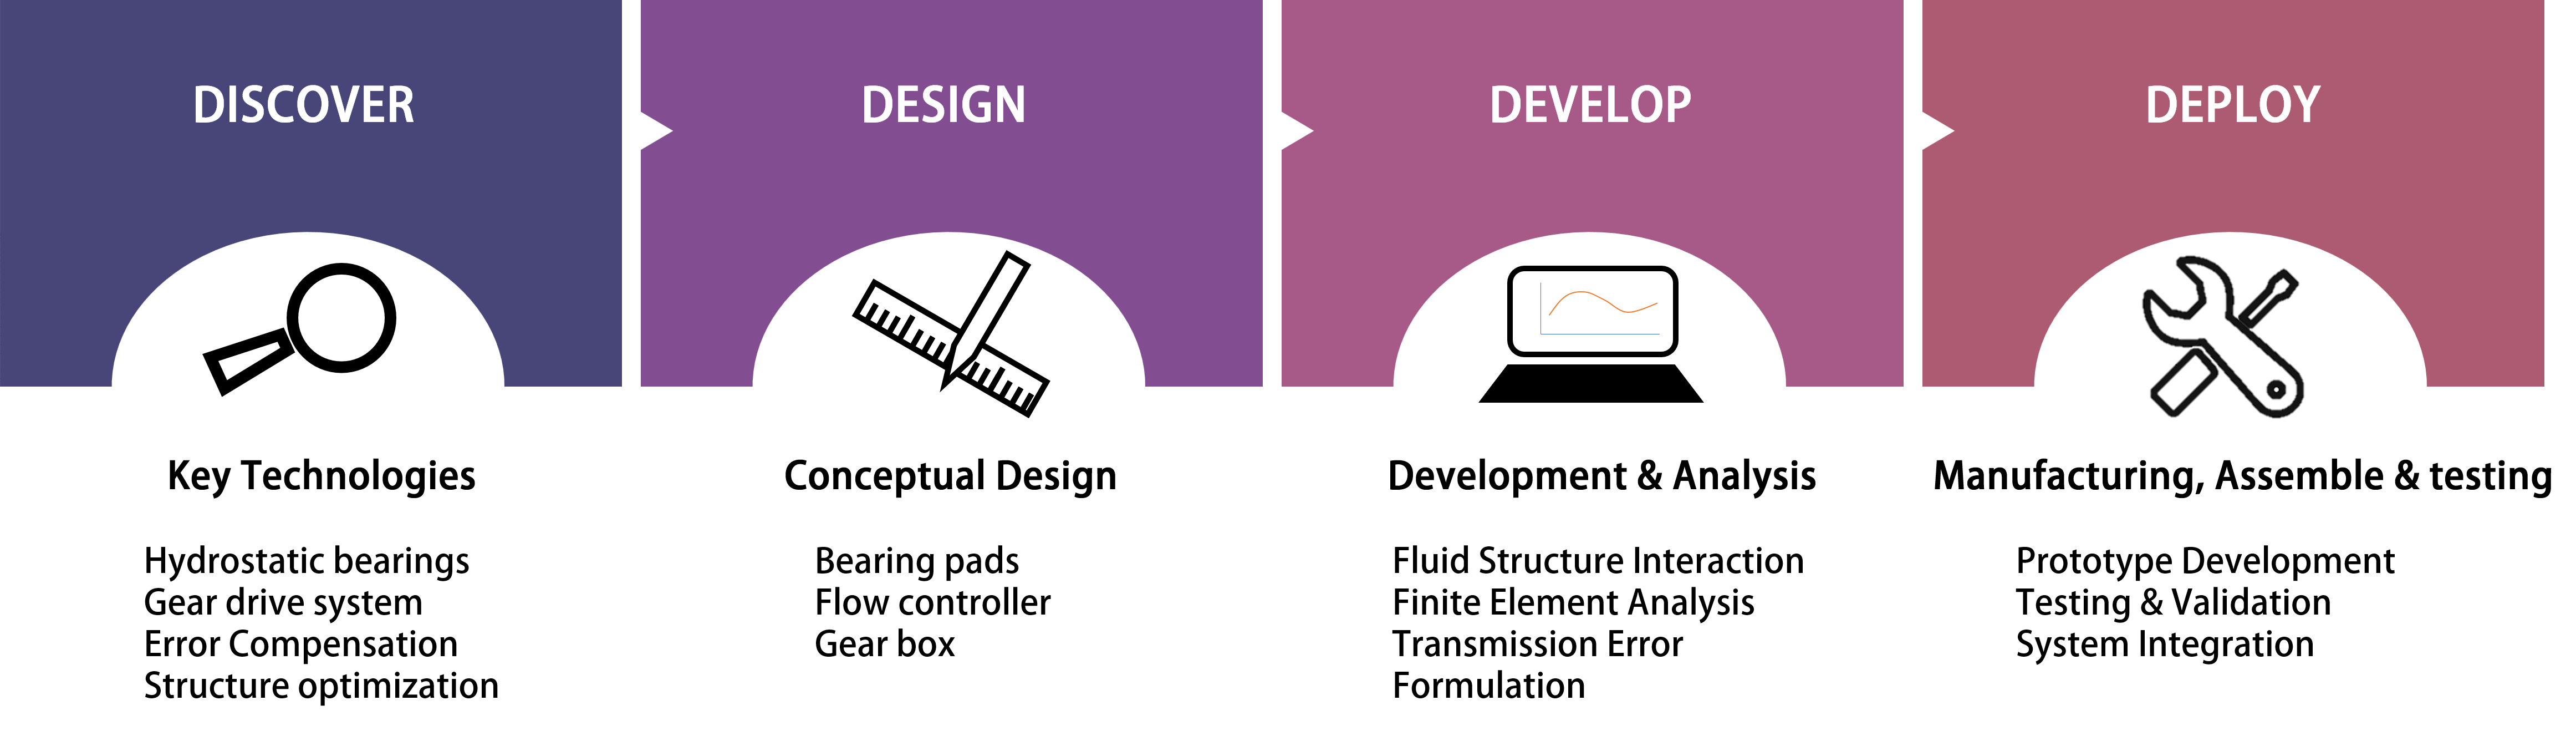 DISCOVER
DESIGN
DEVELOP
DEPLOY
Key Technologies
Hydrostatic bearings
Gear drive system
Error Compensation
Structure optimization
Conceptual Design
Bearing pads
Flow controller
Gear box
Development & Analysis
Fluid Structure Interaction
Finite Element Analysis
Transmission Error
Formulation
Manufacturing, Assemble & testing
Prototype Development
Testing & Validation
System Integration